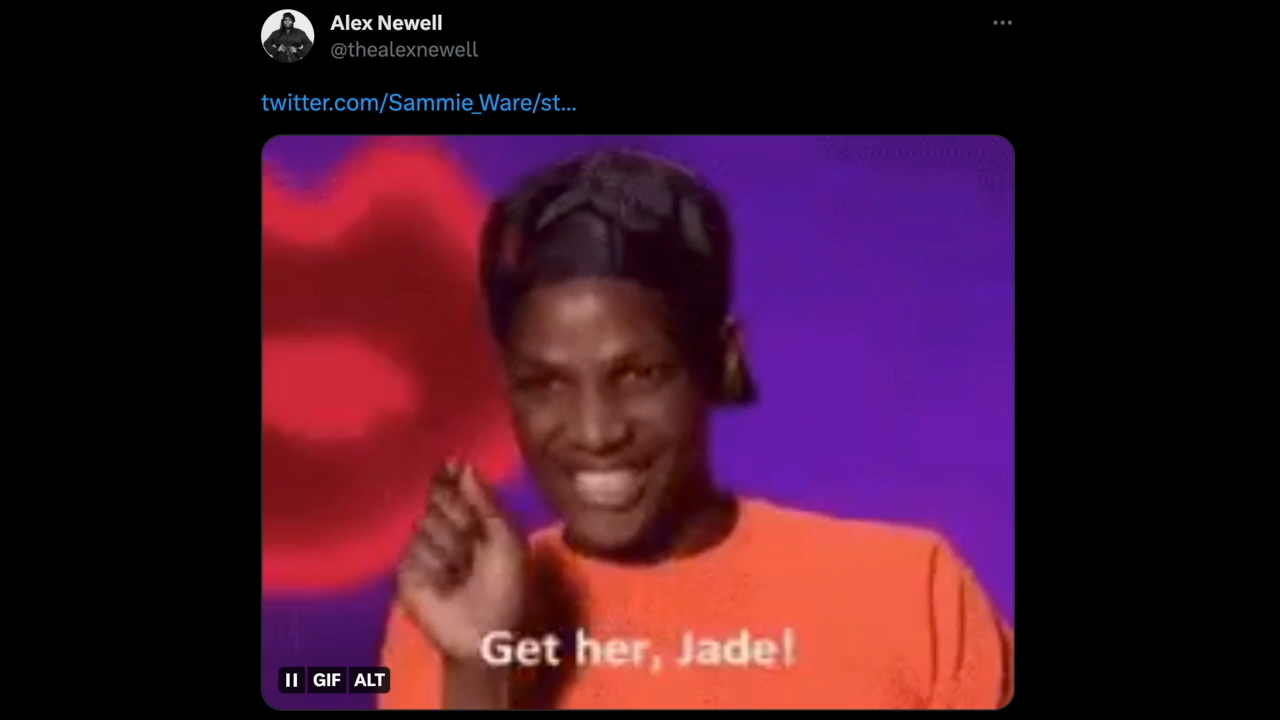 Alex Newell
@thealexnewell
twitter.com/Sammie_Ware/st...
Get her, Jade!
GIF ALT